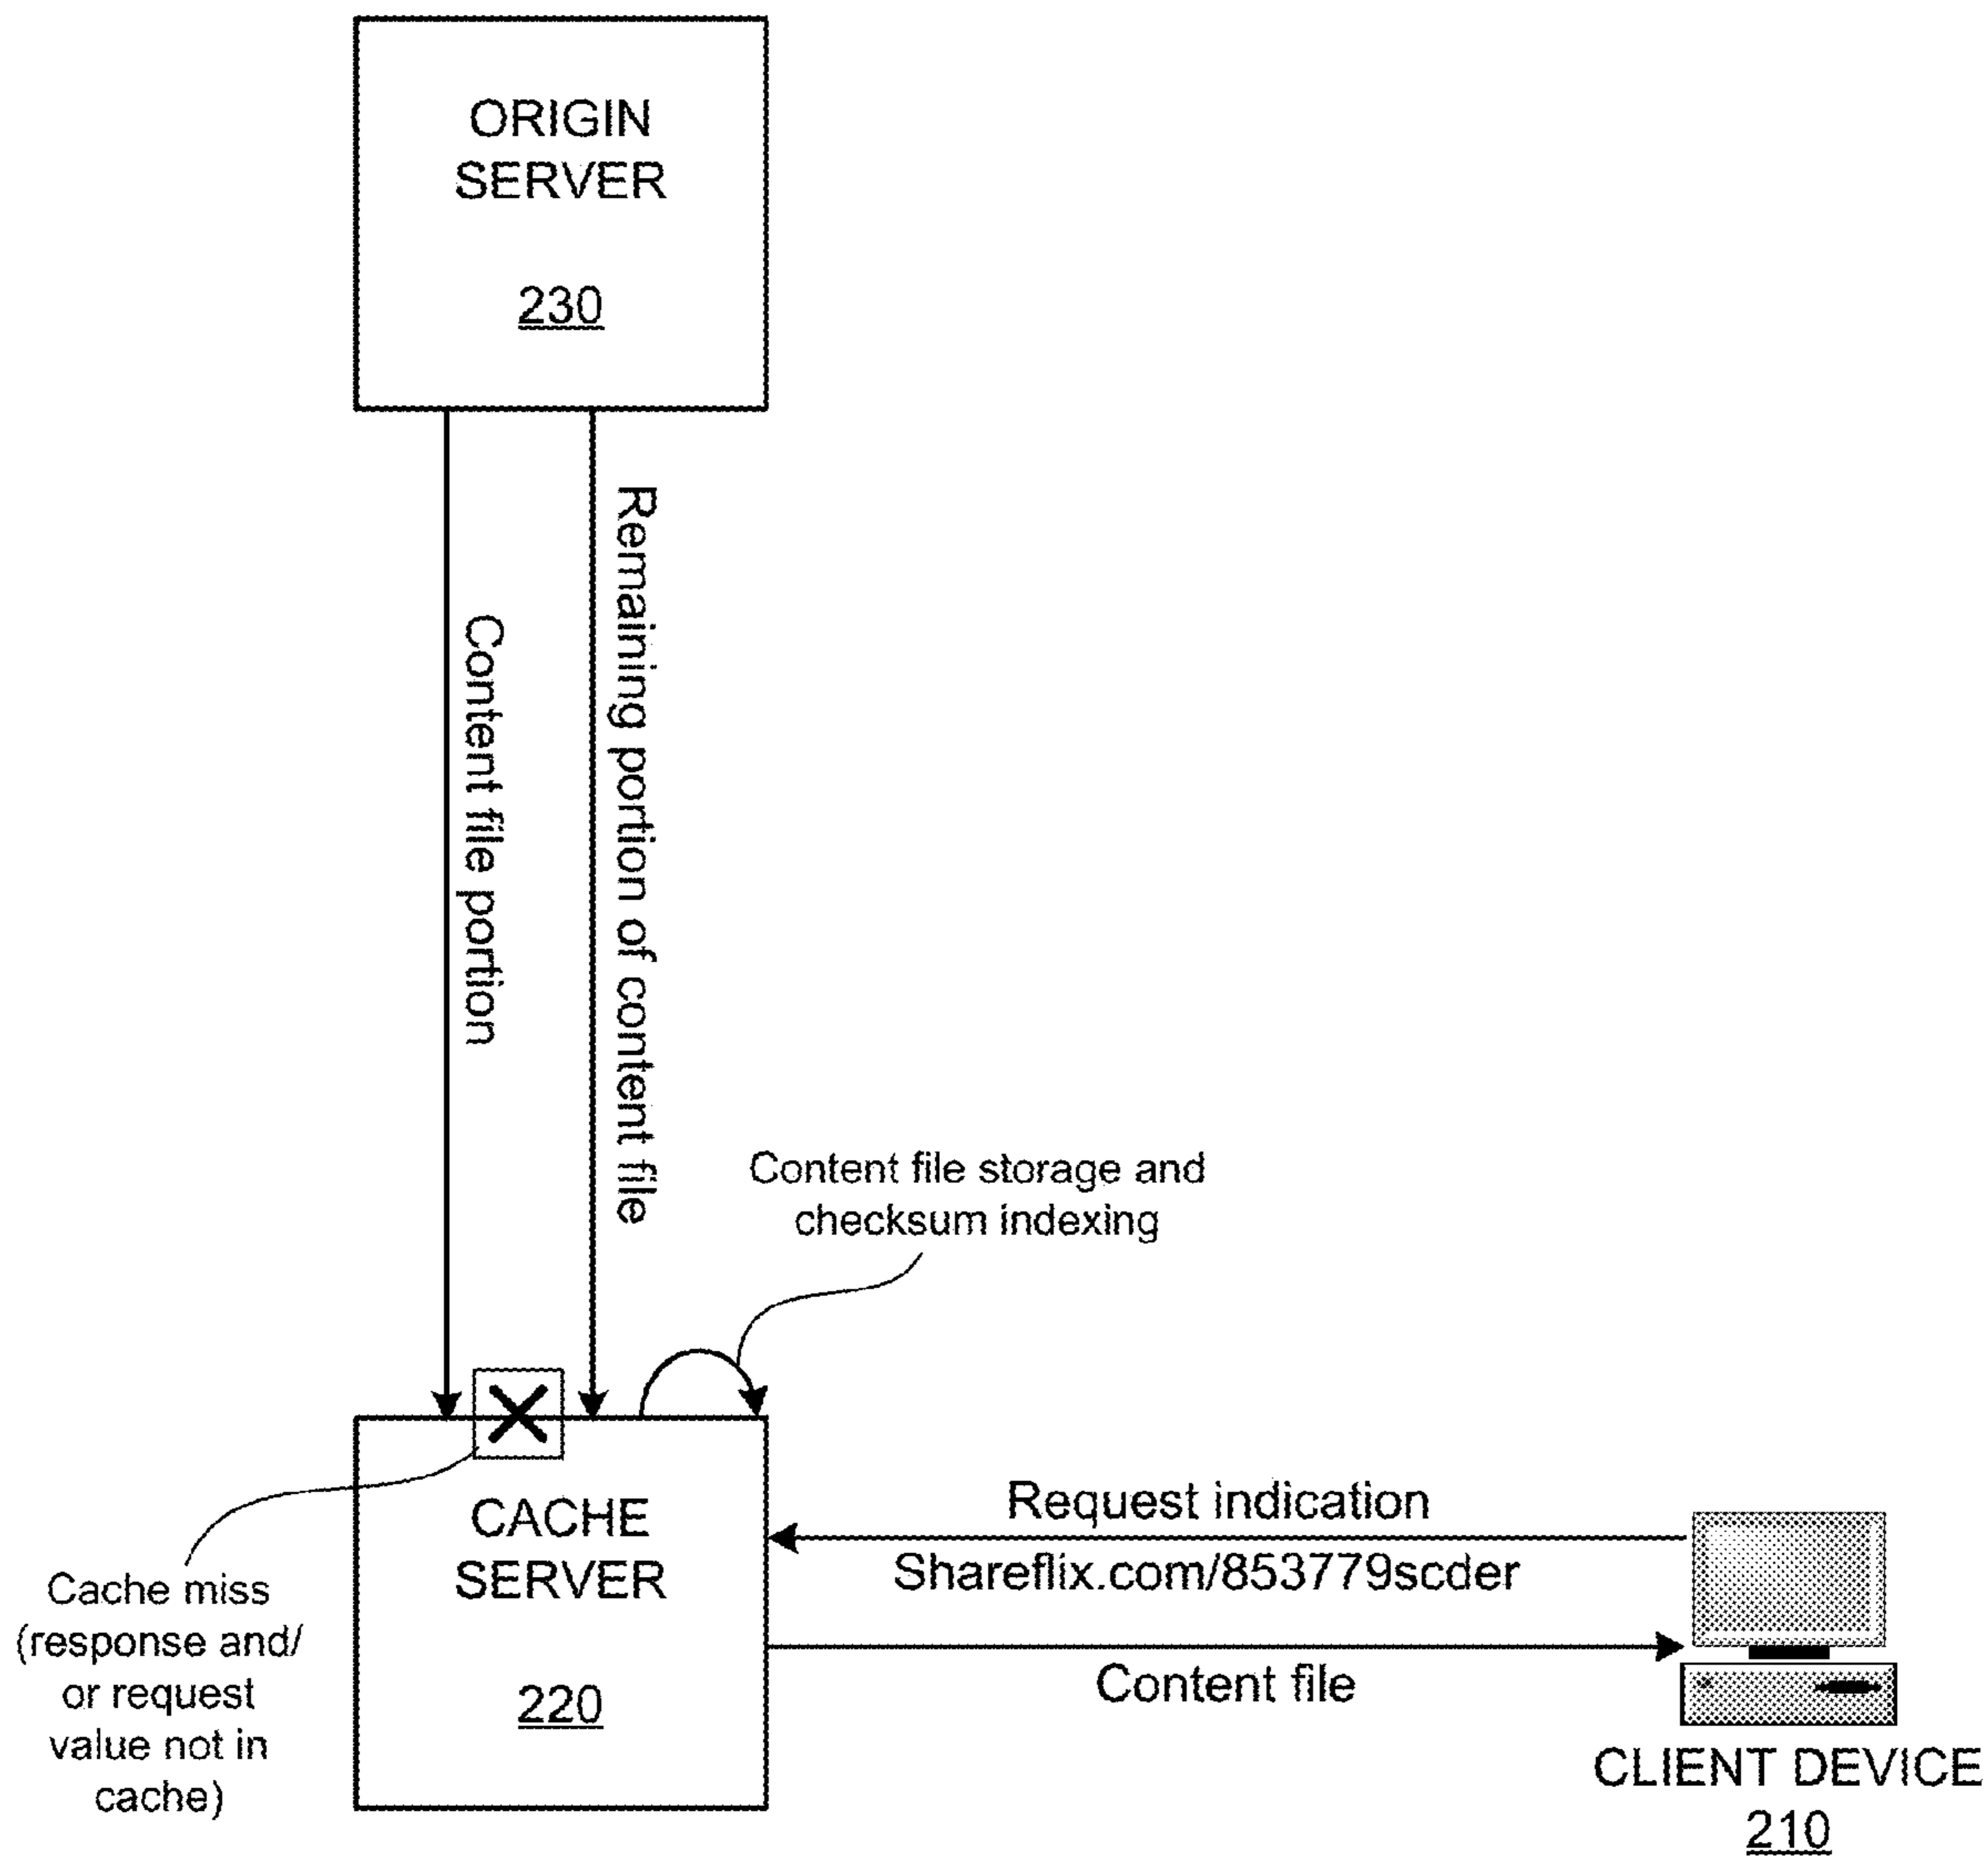 ORIGIN
SERVER
230
Content file portion
Remaining portion of content file
Content file storage and
checksum indexing
Cache miss
(response and/
or request
value not in
cache)
CACHE
SERVER
220
Request indication
Shareflix.com/853779scder
Content file
CLIENT DEVICE
210